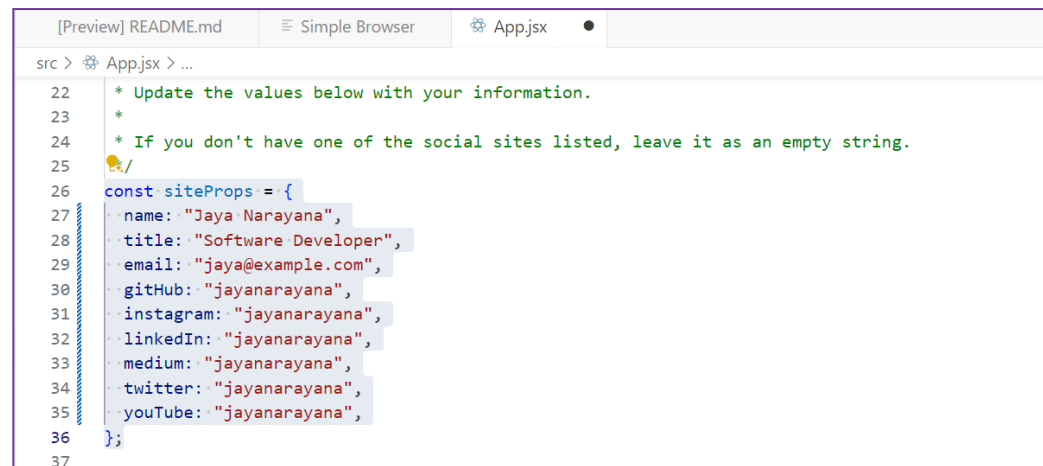 [Preview] README.md Simple Browser App.jsx
src > App.jsx > ...
22 * Update the values below with your information.
23 *
24 * If you don't have one of the social sites listed, leave it as an empty string.
25 */
26 const siteProps = {
27 name: "Jaya Narayana",
28 title: "Software Developer",
29 email: "jaya@example.com",
30 gitHub: "jayanarayana",
31 instagram: "jayanarayana",
32 linkedIn: "jayanarayana",
33 medium: "jayanarayana",
34 twitter: "jayanarayana",
35 youTube: "jayanarayana",
36 };
37